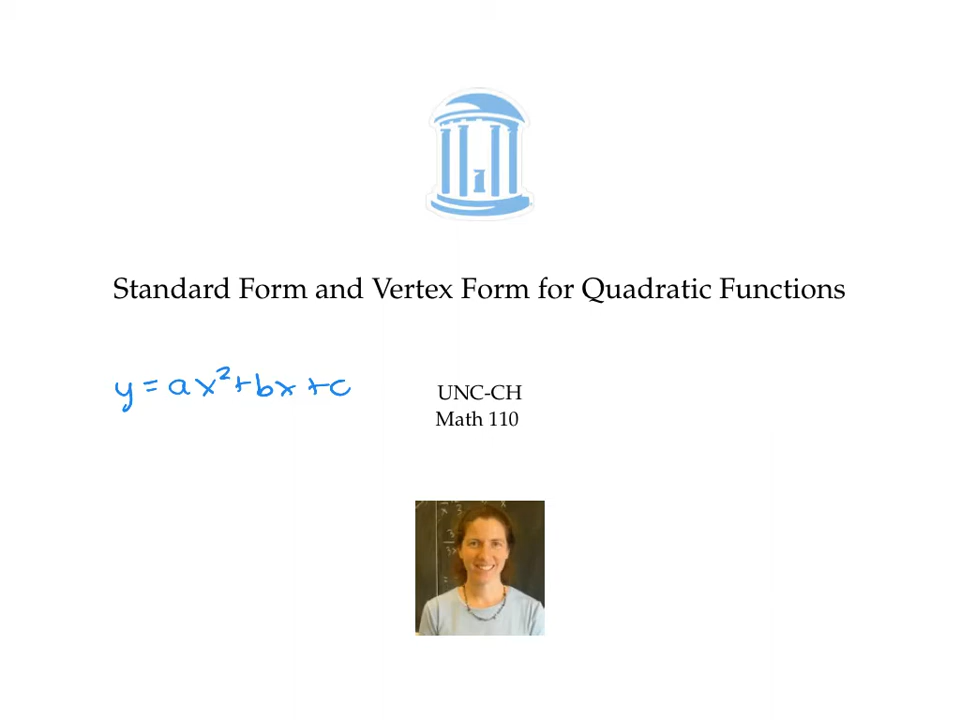 Standard Form and Vertex Form for Quadratic Functions
y = ax²+bx+c
UNC-CH
Math 110